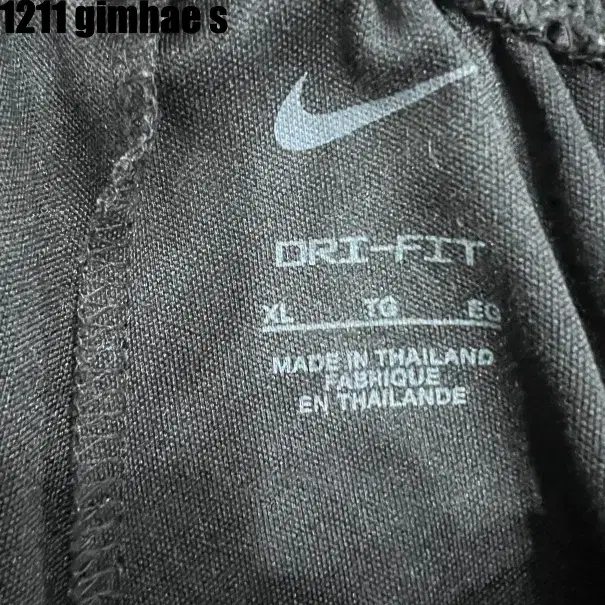 1211 gimhae s
DRI-FIT
XL TG EG
MADE IN THAILAND
FABRIQUE
EN THAILANDE